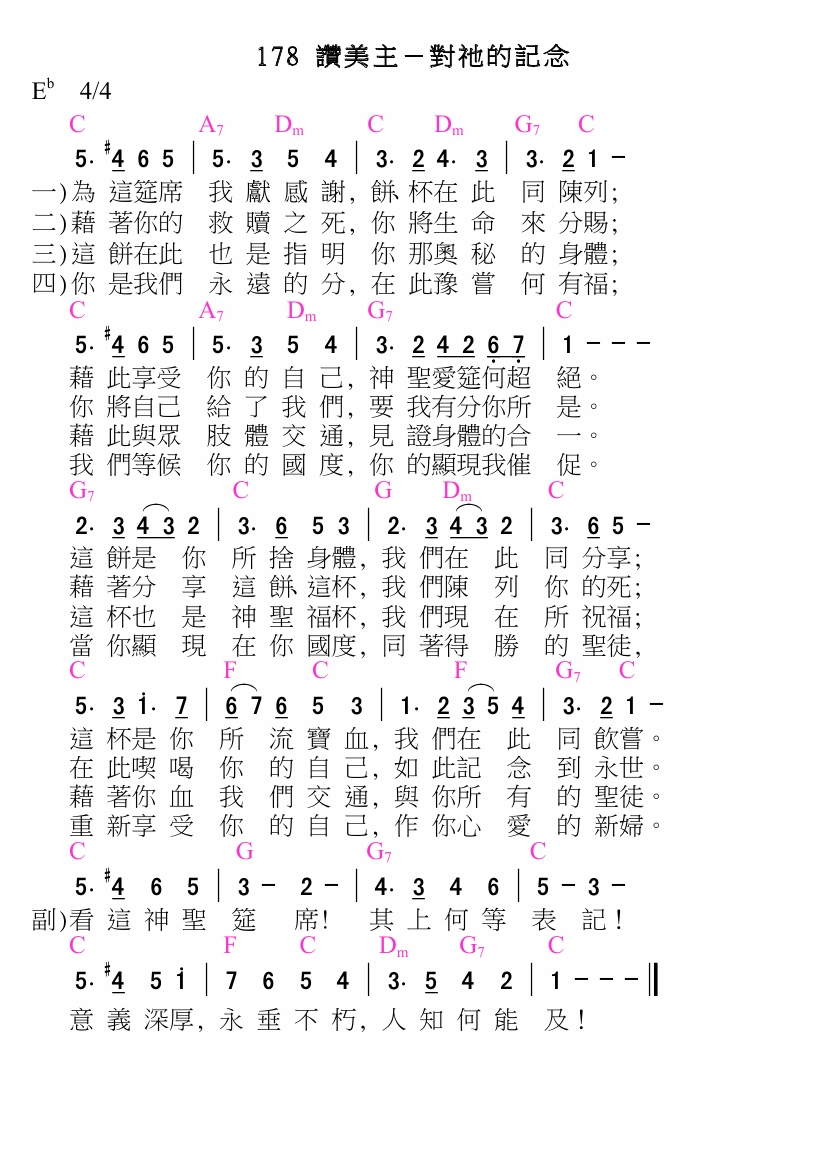 178 讚美主－對祂的記念
E♭ 4/4
C A7 Dm C Dm G7 C
5. #4 6 5 | 5. 3 5 4 | 3. 2 4. 3 | 3. 2 1 －
一)為 這筵席 我 獻 感 謝, 餅、杯在 此 同 陳列;
二)藉 著你的 救 贖 之 死, 你 將生 命 來 分賜;
三)這 餅在此 也 是 指 明 你 那奧 秘 的 身體;
四)你 是我們 永 遠 的 分, 在 此豫 嘗 何 有福;
C A7 Dm G7 C
5. #4 6 5 | 5. 3 5 4 | 3. 2 4 2 6̣ 7̣ | 1 － － －
藉 此享受 你 的 自 己, 神 聖愛筵何超 絕。
你 將自己 給 了 我 們, 要 我有分你所 是。
藉 此與眾 肢 體 交 通, 見 證身體的合 一。
我 們等候 你 的 國 度, 你 的顯現我催 促。
G7 C G Dm C
2. 3 4 3 2 | 3. 6 5 3 | 2. 3 4 3 2 | 3. 6 5 －
這 餅是 你 所 捨 身體, 我 們在 此 同 分享;
藉 著分 享 這 餅、這杯, 我 們陳 列 你 的死;
這 杯也 是 神 聖 福杯, 我 們現 在 所 祝福;
當 你顯 現 在 你 國度, 同 著得 勝 的 聖徒,
C F C F G7 C
5. 3 i. 7 | 6 7 6 5 3 | 1. 2 3 5 4 | 3. 2 1 －
這 杯是 你 所 流 寶 血, 我 們在 此 同 飲嘗。
在 此喫 喝 你 的 自 己, 如 此記 念 到 永世。
藉 著你 血 我 們 交 通, 與 你所 有 的 聖徒。
重 新享 受 你 的 自 己, 作 你心 愛 的 新婦。
C G G7 C
5. #4 6 5 | 3 － 2 － | 4. 3 4 6 | 5 － 3 －
副)看 這 神 聖 筵 席! 其 上 何 等 表 記!
C F C Dm G7 C
5. #4 5 i | 7 6 5 4 | 3. 5 4 2 | 1 － － － ‖
意 義 深厚, 永 垂 不 朽, 人 知 何 能 及!